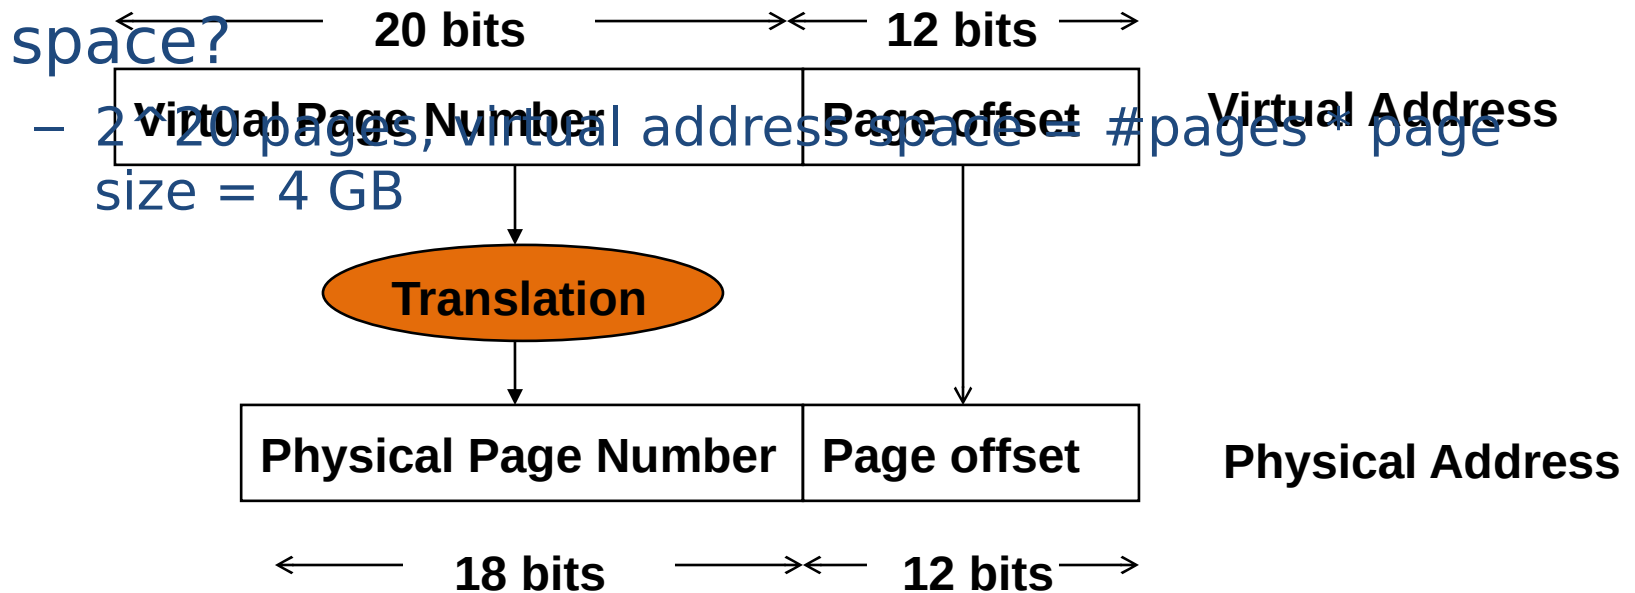 20 bits 12 bits
space?
Virtual Page Number Page offset Virtual Address
– 2^20 pages, virtual address space = #pages * page
size = 4 GB
Translation
Physical Page Number Page offset Physical Address
18 bits 12 bits